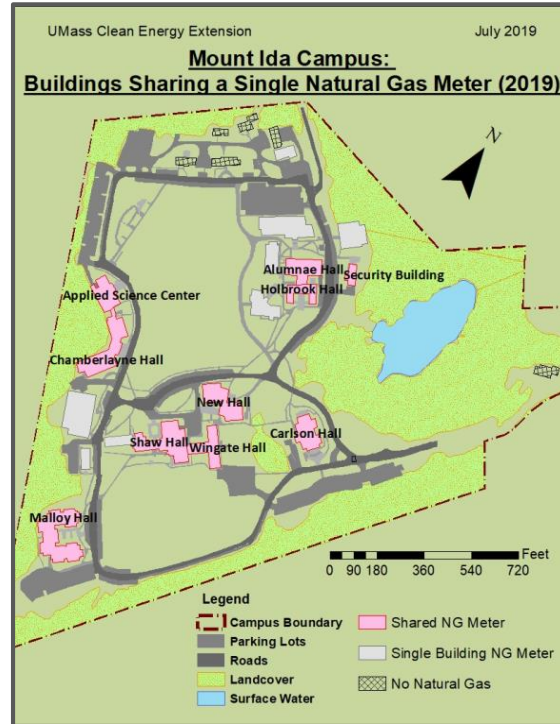 UMass Clean Energy Extension July 2019
Mount Ida Campus:
Buildings Sharing a Single Natural Gas Meter (2019)
N
Alumnae Hall
Security Building
Holbrook Hall
Applied Science Center
Chamberlayne Hall
New Hall
Carlson Hall
Shaw Hall
Wingate Hall
Malloy Hall
Feet
0 90 180 360 540 720
Legend
Campus Boundary
Parking Lots
Roads
Landcover
Surface Water
Shared NG Meter
Single Building NG Meter
No Natural Gas